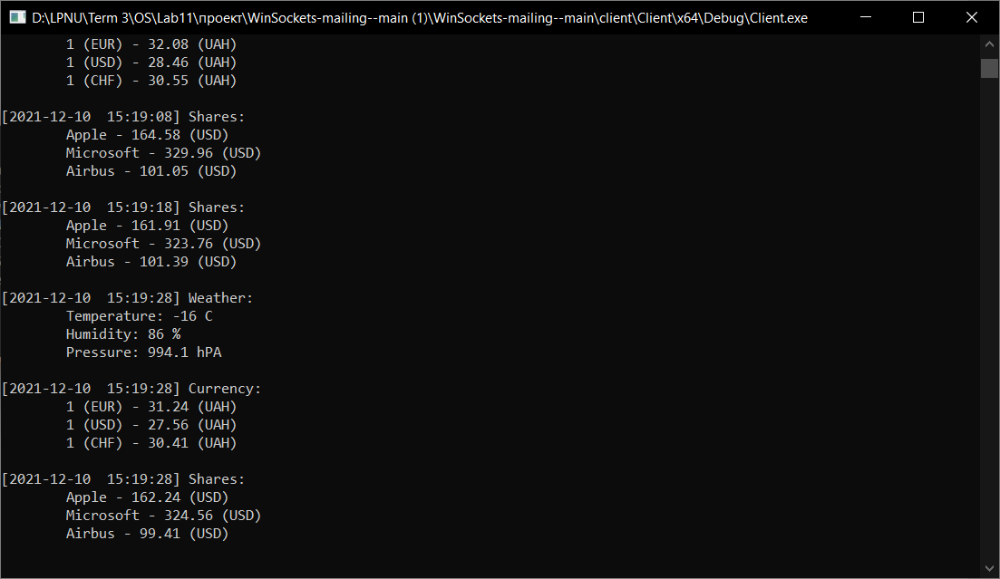 D:\LPNU\Term 3\OS\Lab11\проект\WinSockets-mailing--main (1)\WinSockets-mailing--main\client\Client\x64\Debug\Client.exe
1 (EUR) - 32.08 (UAH)
1 (USD) - 28.46 (UAH)
1 (CHF) - 30.55 (UAH)
[2021-12-10  15:19:08] Shares:
Apple - 164.58 (USD)
Microsoft - 329.96 (USD)
Airbus - 101.05 (USD)
[2021-12-10  15:19:18] Shares:
Apple - 161.91 (USD)
Microsoft - 323.76 (USD)
Airbus - 101.39 (USD)
[2021-12-10  15:19:28] Weather:
Temperature: -16 C
Humidity: 86 %
Pressure: 994.1 hPA
[2021-12-10  15:19:28] Currency:
1 (EUR) - 31.24 (UAH)
1 (USD) - 27.56 (UAH)
1 (CHF) - 30.41 (UAH)
[2021-12-10  15:19:28] Shares:
Apple - 162.24 (USD)
Microsoft - 324.56 (USD)
Airbus - 99.41 (USD)